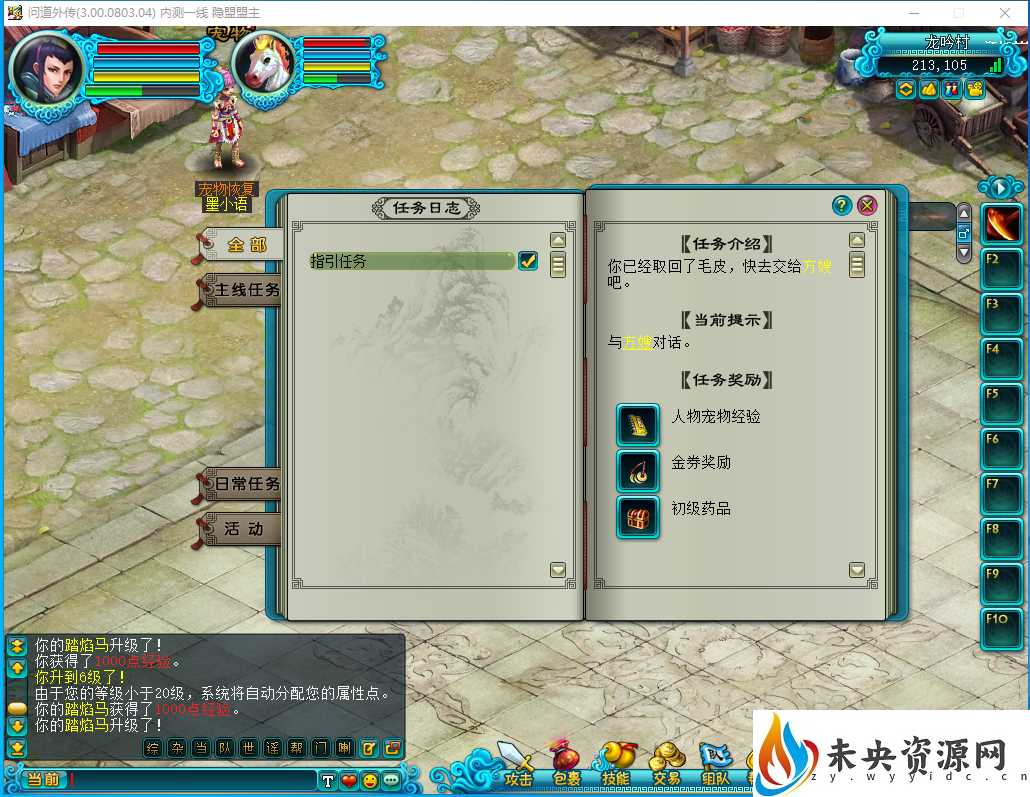 问道外传(3.00.0803.04) 内测一线 隐盟盟主
宠物
龙吟村
213,105
宠物恢复
墨小语
任务日志
全部
主线任务
日常任务
活动
指引任务
【任务介绍】
你已经取回了毛皮，快去交给方嫂
吧。
【当前提示】
与方嫂对话。
【任务奖励】
人物宠物经验
金券奖励
初级药品
F2
F3
F4
F5
F6
F7
F8
F9
F10
你的踏焰马升级了！
你获得了1000点经验。
你升到6级了！
由于您的等级小于20级，系统将自动分配您的属性点。
你的踏焰马获得了1000点经验。
你的踏焰马升级了！
综 杂 当 队 世 谣 帮 门 喇
当前
T
攻击 包裹 技能 交易 组队
未央资源网
zy.wyyidc.cn